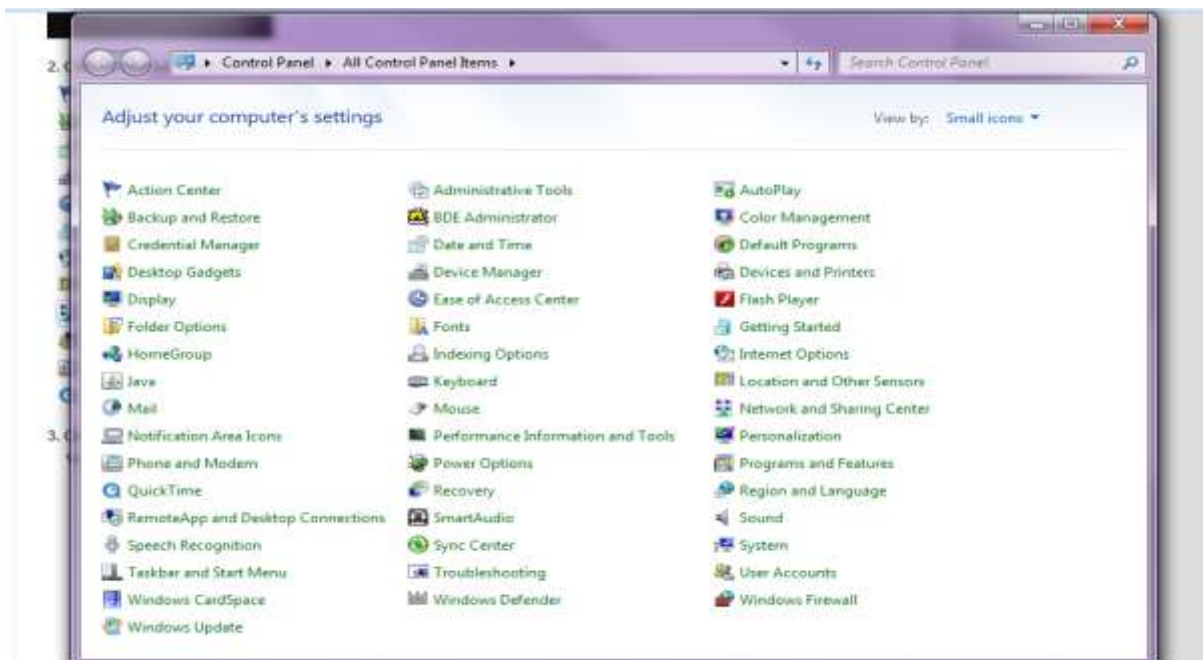 Control Panel ▸ All Control Panel Items ▸ Search Control Panel
2. C
Adjust your computer's settings View by: Small icons
Action Center Administrative Tools AutoPlay
Backup and Restore BDE Administrator Color Management
Credential Manager Date and Time Default Programs
Desktop Gadgets Device Manager Devices and Printers
Display Ease of Access Center Flash Player
Folder Options Fonts Getting Started
HomeGroup Indexing Options Internet Options
Java Keyboard Location and Other Sensors
Mail Mouse Network and Sharing Center
3. C
Notification Area Icons Performance Information and Tools Personalization
Phone and Modem Power Options Programs and Features
QuickTime Recovery Region and Language
RemoteApp and Desktop Connections SmartAudio Sound
Speech Recognition Sync Center System
Taskbar and Start Menu Troubleshooting User Accounts
Windows CardSpace Windows Defender Windows Firewall
Windows Update